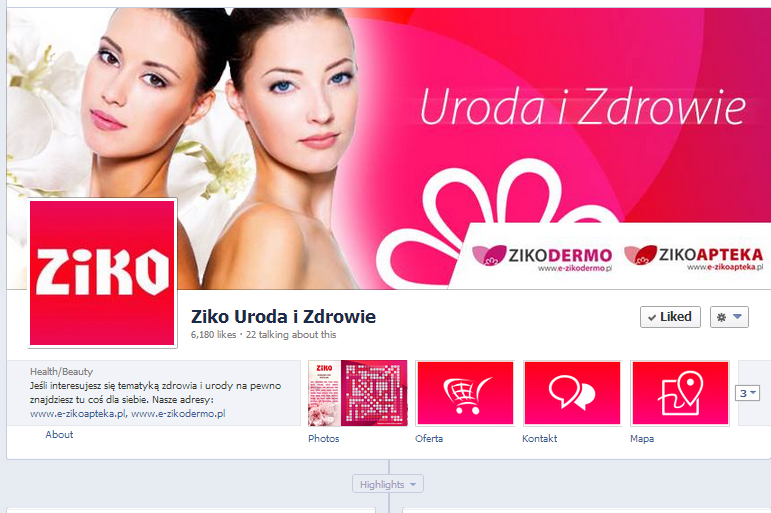 Uroda i Zdrowie
ZIKODERMO
www.e-zikodermo.pl
ZIKOAPTEKA
www.e-zikoapteka.pl
ZiKO
Ziko Uroda i Zdrowie
6,180 likes · 22 talking about this
Liked
Health/Beauty
Jeśli interesujesz się tematyką zdrowia i urody na pewno
znajdziesz tu coś dla siebie. Nasze adresy:
www.e-zikoapteka.pl, www.e-zikodermo.pl
About
ZiKO
Photos
Oferta
Kontakt
Mapa
3
Highlights